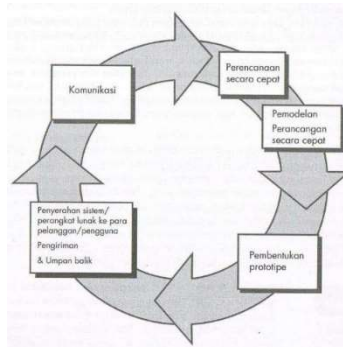 Komunikasi
Perencanaan
secara cepat
Pemodelan
Perancangan
secara cepat
Pembentukan
prototipe
Penyerahan sistem/
perangkat lunak ke para
pelanggan/pengguna
Pengiriman
& Umpan balik